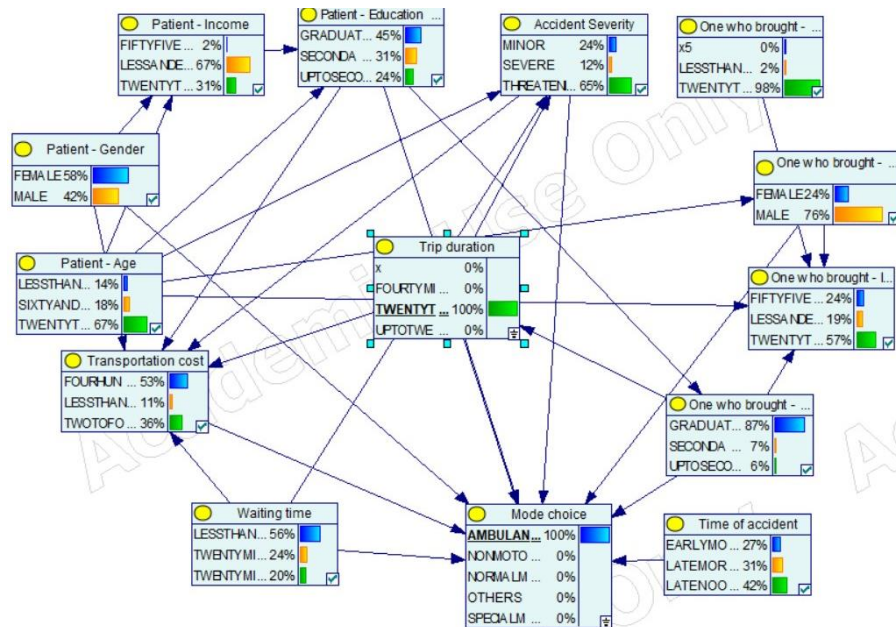 Patient - Income
FIFTYFIVE ... 2%
LESSANDE... 67%
TWENTYT ... 31%
Patient - Education ...
GRADUAT... 45%
SECONDA ... 31%
UPTOSECO... 24%
Accident Severity
MINOR 24%
SEVERE 12%
THREATENI... 65%
One who brought - ...
x5 0%
LESSTHAN... 2%
TWENTYT ... 98%
Patient - Gender
FEMALE 58%
MALE 42%
One who brought - ...
FEMALE 24%
MALE 76%
Patient - Age
LESSTHAN... 14%
SIXTYAND ... 18%
TWENTYT ... 67%
Trip duration
x 0%
FOURTYMI ... 0%
TWENTYT ... 100%
UPTOTWE ... 0%
One who brought - I...
FIFTYFIVE ... 24%
LESSANDE... 19%
TWENTYT ... 57%
Transportation cost
FOURHUN ... 53%
LESSTHAN... 11%
TWOTOFO ... 36%
One who brought - ...
GRADUAT... 87%
SECONDA ... 7%
UPTOSECO... 6%
Waiting time
LESSTHAN... 56%
TWENTYMI... 24%
TWENTYMI... 20%
Mode choice
AMBULAN... 100%
NONMOTO ... 0%
NORMALM ... 0%
OTHERS 0%
SPECIALM ... 0%
Time of accident
EARLYMO ... 27%
LATEMOR ... 31%
LATENOO ... 42%
Academic Use Only